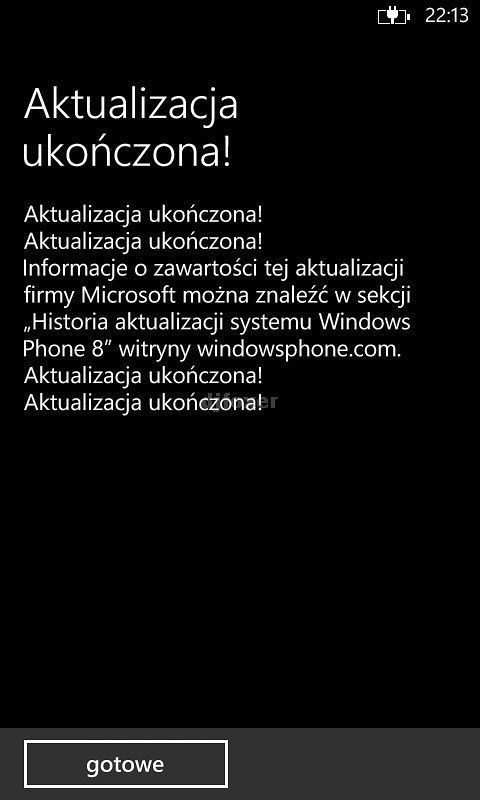 22:13
Aktualizacja
ukończona!
Aktualizacja ukończona!
Aktualizacja ukończona!
Informacje o zawartości tej aktualizacji
firmy Microsoft można znaleźć w sekcji
„Historia aktualizacji systemu Windows
Phone 8” witryny windowsphone.com.
Aktualizacja ukończona!
Aktualizacja ukończona!
gotowe